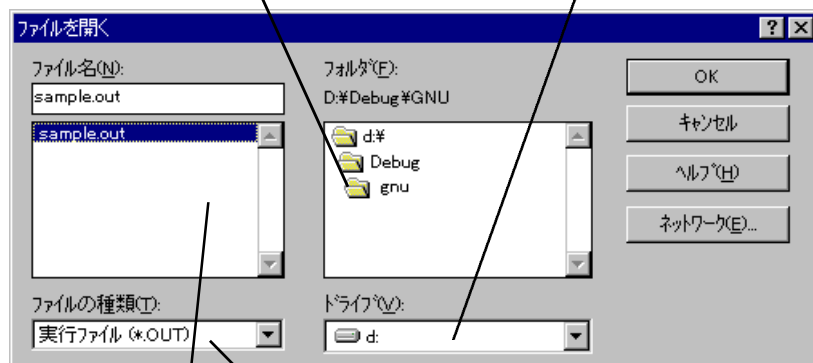 ファイルを開く
ファイル名(N):
sample.out
sample.out
ファイルの種類(T):
実行ファイル (*.OUT)
フォルダ(F):
D:¥Debug¥GNU
d:¥
Debug
gnu
ドライブ(V):
d:
OK
キャンセル
ヘルプ(H)
ネットワーク(E)...